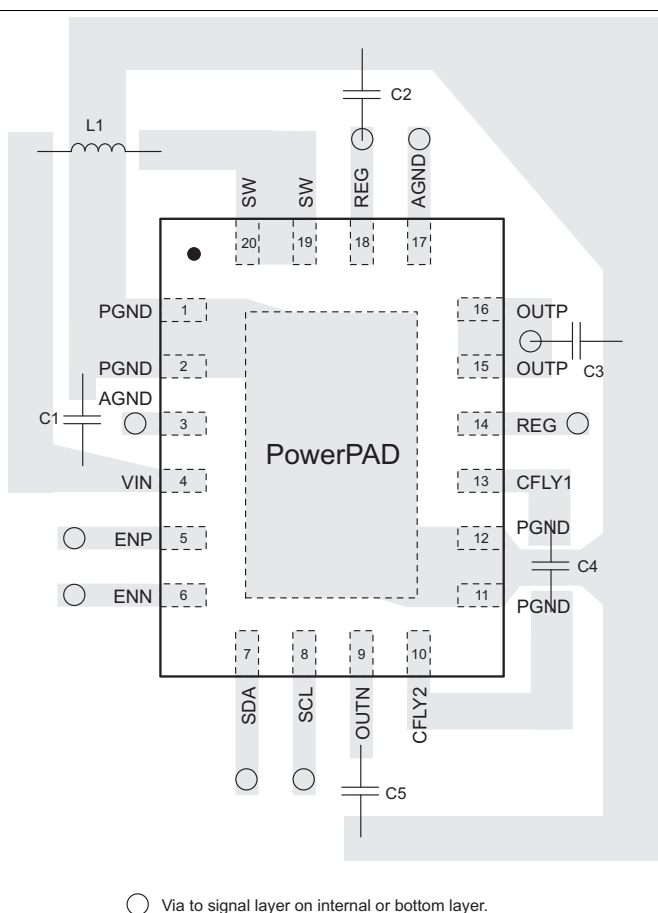 C2
L1
SW
SW
REG
AGND
20
19
18
17
PGND
1
16
OUTP
PGND
2
15
OUTP
C3
AGND
C1
3
14
REG
PowerPAD
VIN
4
13
CFLY1
ENP
5
12
PGND
C4
ENN
6
11
PGND
7
8
9
10
SDA
SCL
OUTN
CFLY2
C5
Via to signal layer on internal or bottom layer.